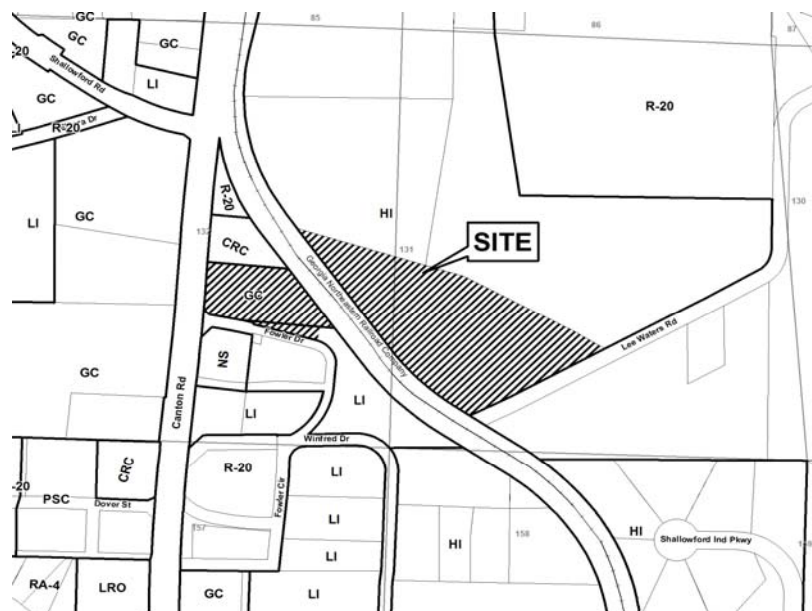 GC
85
86
87
GC
GC
-20
Shallowford Rd
LI
GC
R-20
R-20
LI
GC
132
HI
131
130
CRC
SITE
GC
Georgia Northeastern Railroad Company
Fowler Dr
Lee Waters Rd
NS
GC
Canton Rd
LI
LI
Winfred Dr
CRC
R-20
LI
-20
PSC
Dover St
Fowler Cir
LI
157
158
HI
HI
Shallowford Ind Pkwy
LI
RA-4
LRO
GC
LI